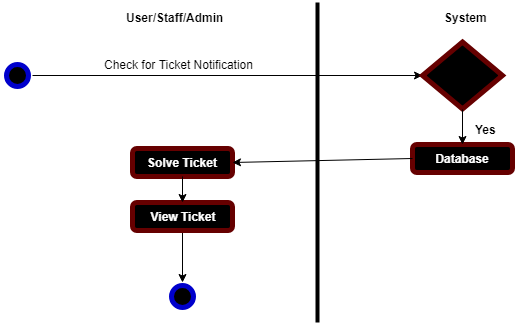 User/Staff/Admin
System
Check for Ticket Notification
Yes
Database
Solve Ticket
View Ticket